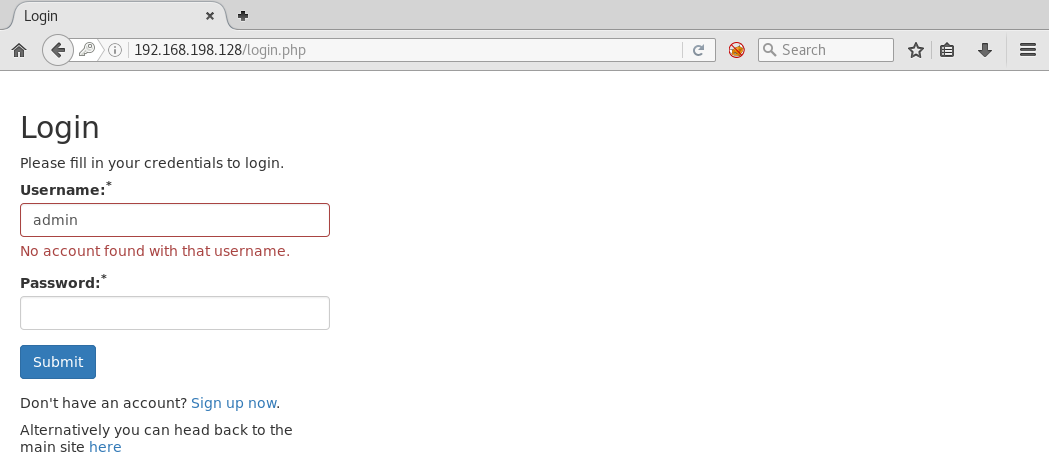 Login
192.168.198.128/login.php
Search
Login
Please fill in your credentials to login.
Username:*
admin
No account found with that username.
Password:*
Submit
Don't have an account? Sign up now.
Alternatively you can head back to the
main site here